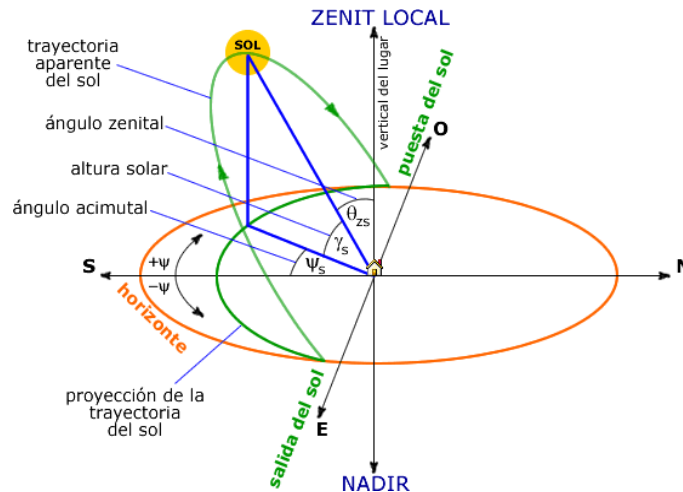 ZENIT LOCAL
SOL
trayectoria
aparente
del sol
vertical del lugar
puesta del sol
O
ángulo zenital
altura solar
ángulo acimutal
θzs
γs
ψs
S
+ψ
−ψ
N
horizonte
proyección de la
trayectoria
del sol
salida del sol
E
NADIR